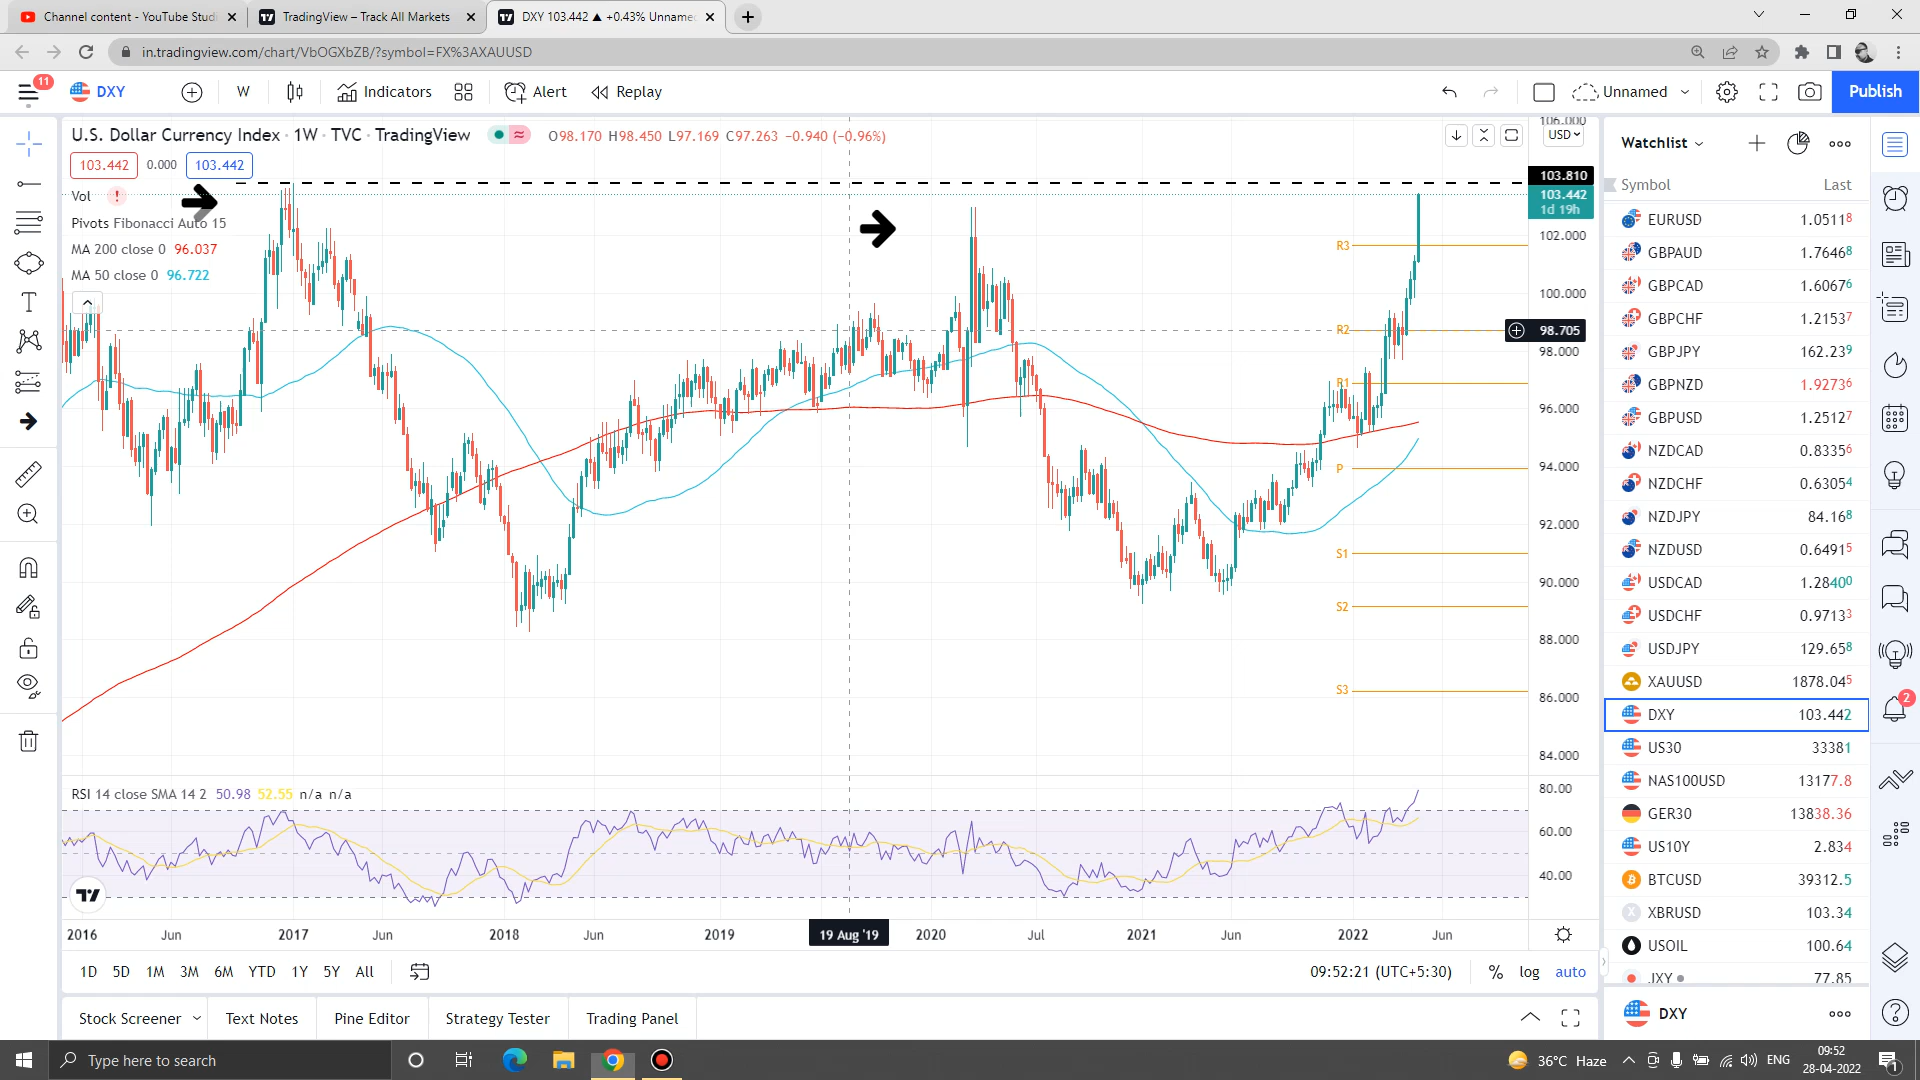 Channel content - YouTube Studi
TradingView – Track All Markets
DXY 103.442 ▲ +0.43% Unname
in.tradingview.com/chart/VbOGXbZB/?symbol=FX%3AXAUUSD
11
DXY
W
Indicators
Alert
Replay
Unnamed
Publish
U.S. Dollar Currency Index · 1W · TVC · TradingView
O98.170 H98.450 L97.169 C97.263 −0.940 (−0.96%)
103.442 0.000 103.442
Vol
Pivots Fibonacci Auto 15
MA 200 close 0 96.037
MA 50 close 0 96.722
R3
R2
R1
P
S1
S2
S3
106.000
USD
103.810
103.442
1d 19h
102.000
100.000
98.705
98.000
96.000
94.000
92.000
90.000
88.000
86.000
84.000
RSI 14 close SMA 14 2 50.98 52.55 n/a n/a
80.00
60.00
40.00
2016 Jun 2017 Jun 2018 Jun 2019 19 Aug '19 2020 Jul 2021 Jun 2022 Jun
1D 5D 1M 3M 6M YTD 1Y 5Y All
09:52:21 (UTC+5:30) % log auto
Stock Screener Text Notes Pine Editor Strategy Tester Trading Panel
Watchlist
Symbol Last
EURUSD 1.05118
GBPAUD 1.76468
GBPCAD 1.60676
GBPCHF 1.21537
GBPJPY 162.239
GBPNZD 1.92736
GBPUSD 1.25127
NZDCAD 0.83356
NZDCHF 0.63054
NZDJPY 84.168
NZDUSD 0.64915
USDCAD 1.28400
USDCHF 0.97133
USDJPY 129.658
XAUUSD 1878.045
DXY 103.442
US30 33381
NAS100USD 13177.8
GER30 13838.36
US10Y 2.834
BTCUSD 39312.5
XBRUSD 103.34
USOIL 100.64
JXY 77.85
DXY
2
Type here to search
36°C Haze
ENG
09:52
28-04-2022
1